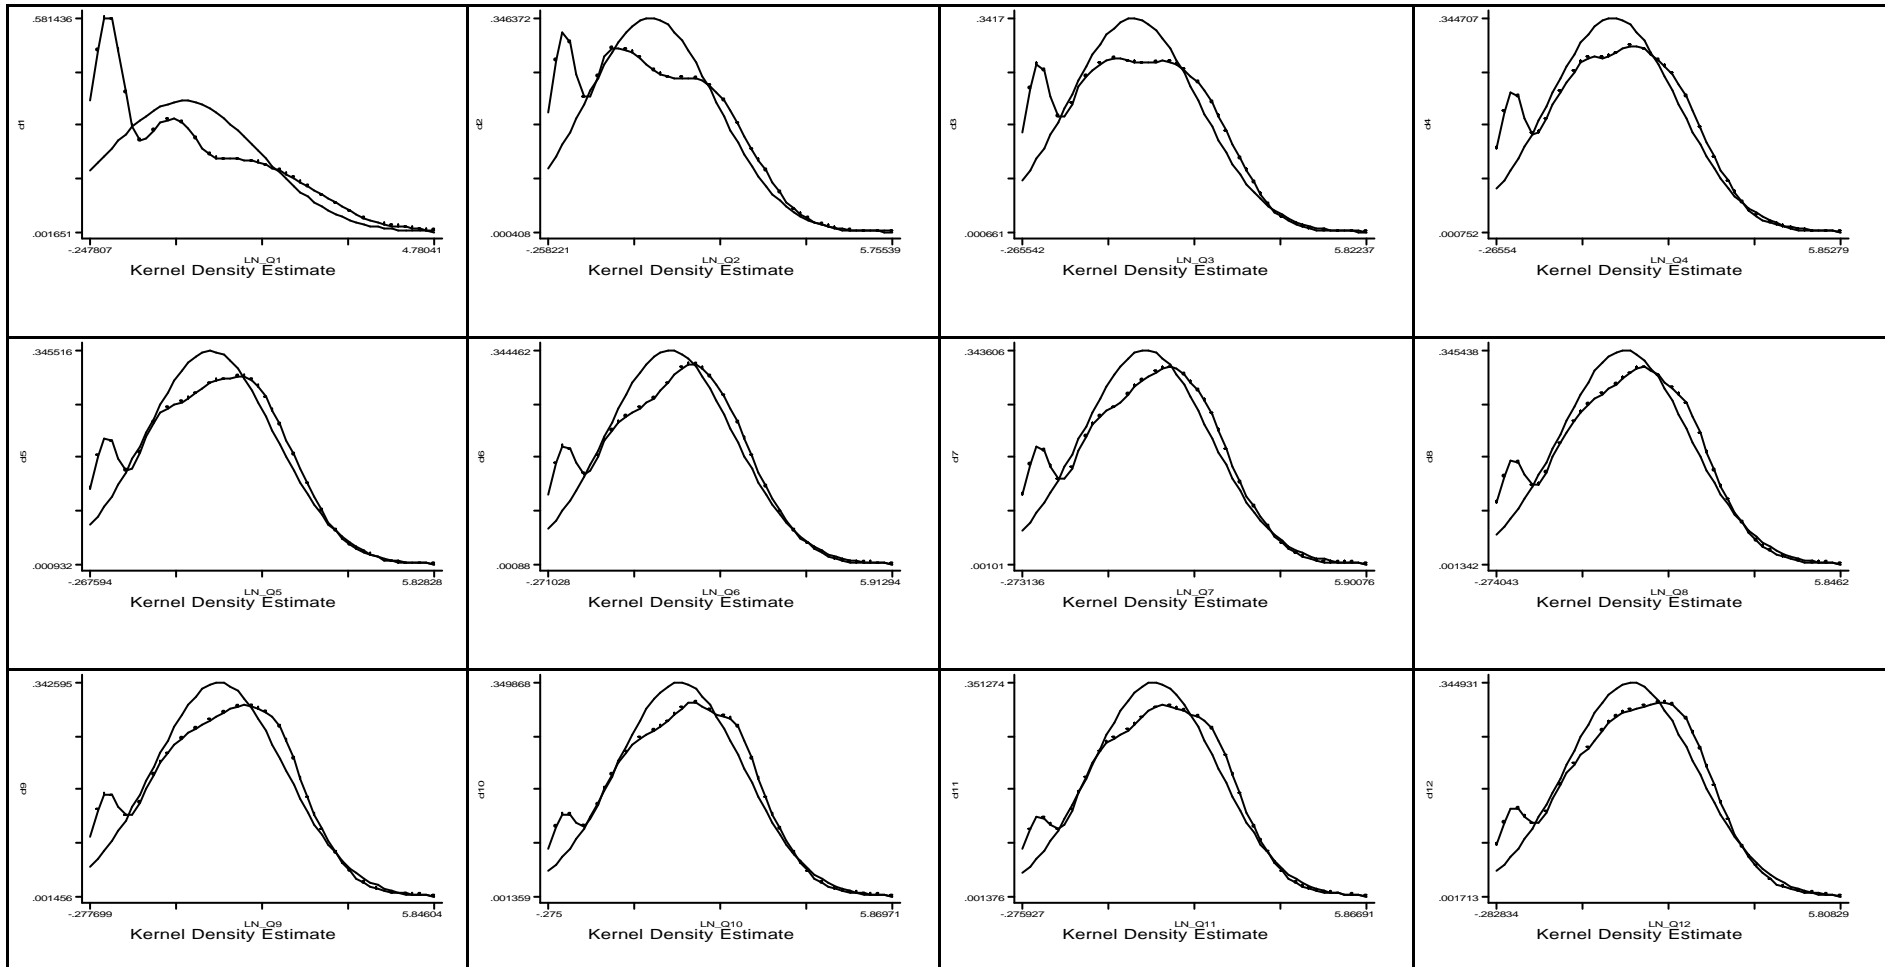 .581436
d1
.001651
-.247807
4.78041
LN_Q1
Kernel Density Estimate
.346372
d2
.000408
-.258221
5.75539
LN_Q2
Kernel Density Estimate
.3417
d3
.000661
-.265542
5.82237
LN_Q3
Kernel Density Estimate
.344707
d4
.000752
-.26554
5.85279
LN_Q4
Kernel Density Estimate
.345516
d5
.000932
-.267594
5.82828
LN_Q5
Kernel Density Estimate
.344462
d6
.00088
-.271028
5.91294
LN_Q6
Kernel Density Estimate
.343606
d7
.00101
-.273136
5.90076
LN_Q7
Kernel Density Estimate
.345438
d8
.001342
-.274043
5.8462
LN_Q8
Kernel Density Estimate
.342595
d9
.001456
-.277699
5.84604
LN_Q9
Kernel Density Estimate
.349868
d10
.001359
-.275
5.86971
LN_Q10
Kernel Density Estimate
.351274
d11
.001376
-.275927
5.86691
LN_Q11
Kernel Density Estimate
.344931
d12
.001713
-.282834
5.80829
LN_Q12
Kernel Density Estimate